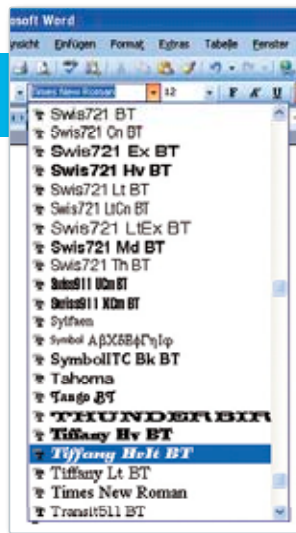 osoft Word
nsicht Einfügen Format Extras Tabelle Fenster
Times New Roman 12 F K U
Swis721 BT
Swis721 Cn BT
Swis721 Ex BT
Swis721 Hv BT
Swis721 Lt BT
Swis721 LtCn BT
Swis721 LtEx BT
Swis721 Md BT
Swis721 Th BT
Swiss911 UCm BT
Swiss911 XCm BT
Sylfaen
Symbol ΑβΧδΕφΓηΙφ
SymbolITC Bk BT
Tahoma
Tango BT
THUNDERBIR
Tiffany Hv BT
Tiffany HvIt BT
Tiffany Lt BT
Times New Roman
Transit511 BT